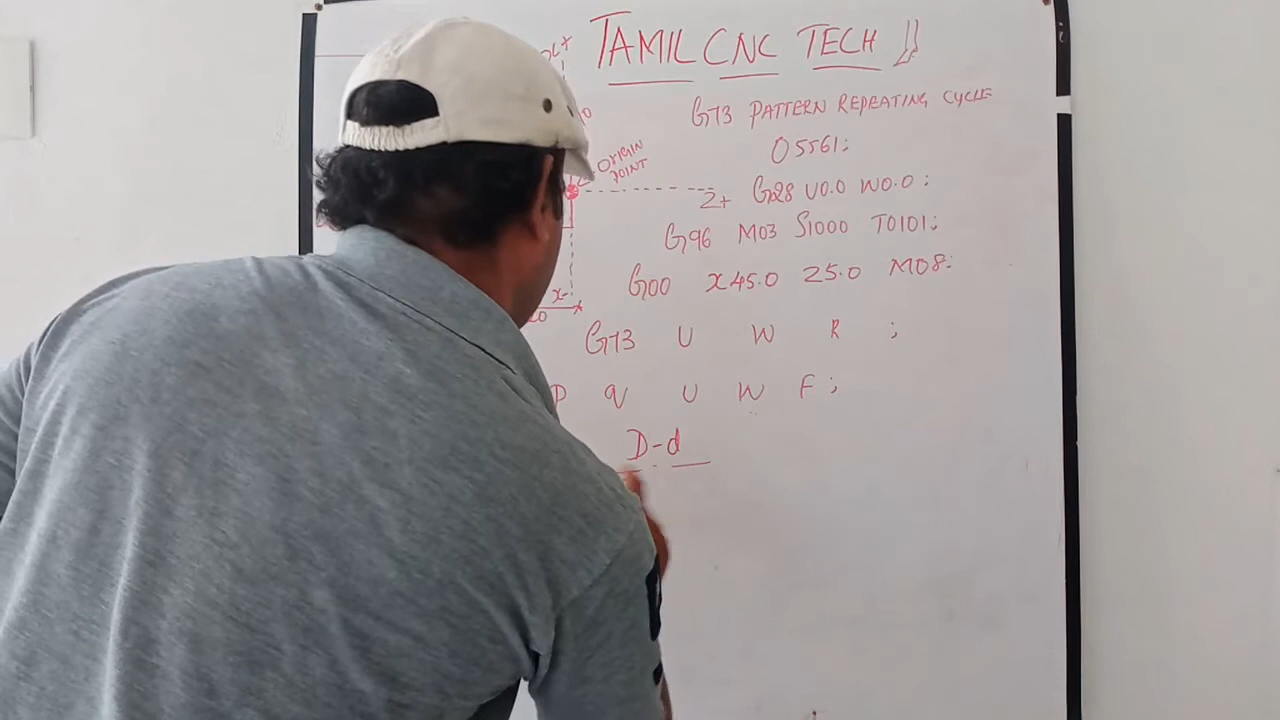 TAMIL CNC TECH
G73 PATTERN REPEATING CYCLE
O5561;
ORIGIN
POINT
Z+ G28 U0.0 W0.0;
G96 M03 S1000 T0101;
G00 X45.0 Z5.0 M08;
X-
G73 U W R ;
P q U W F;
D-d